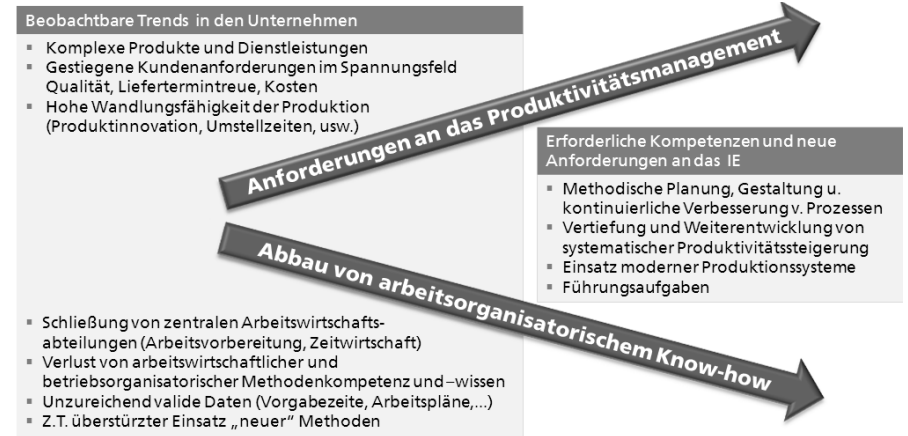 Beobachtbare Trends in den Unternehmen
▪ Komplexe Produkte und Dienstleistungen
▪ Gestiegene Kundenanforderungen im Spannungsfeld
Qualität, Liefertermintreue, Kosten
▪ Hohe Wandlungsfähigkeit der Produktion
(Produktinnovation, Umstellzeiten, usw.)
Anforderungen an das Produktivitätsmanagement
Erforderliche Kompetenzen und neue
Anforderungen an das IE
▪ Methodische Planung, Gestaltung u.
kontinuierliche Verbesserung v. Prozessen
▪ Vertiefung und Weiterentwicklung von
systematischer Produktivitätssteigerung
▪ Einsatz moderner Produktionssysteme
▪ Führungsaufgaben
Abbau von arbeitsorganisatorischem Know-how
▪ Schließung von zentralen Arbeitswirtschafts-
abteilungen (Arbeitsvorbereitung, Zeitwirtschaft)
▪ Verlust von arbeitswirtschaftlicher und
betriebsorganisatorischer Methodenkompetenz und –wissen
▪ Unzureichend valide Daten (Vorgabezeite, Arbeitspläne,...)
▪ Z.T. überstürzter Einsatz „neuer“ Methoden